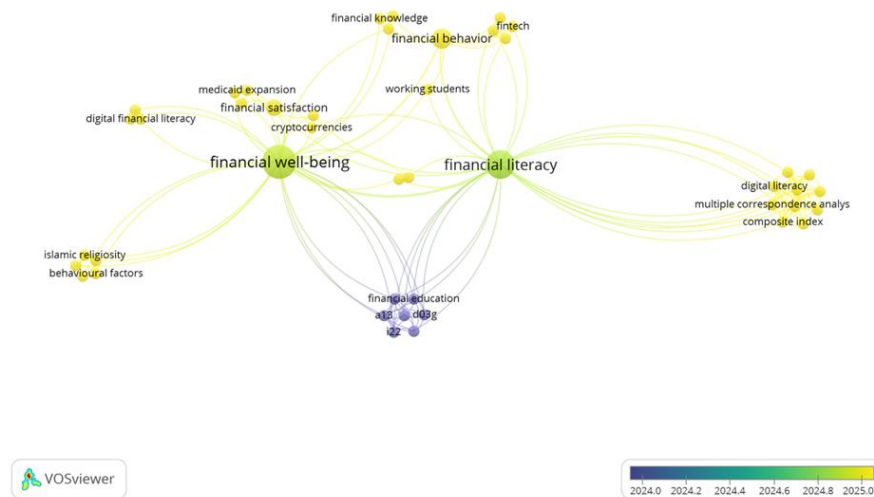 financial knowledge
fintech
financial behavior
medicaid expansion
working students
financial satisfaction
digital financial literacy
cryptocurrencies
financial well-being
financial literacy
digital literacy
multiple correspondence analys
composite index
islamic religiosity
behavioural factors
financial education
a13
d03g
i22
VOSviewer
2024.0 2024.2 2024.4 2024.6 2024.8 2025.0